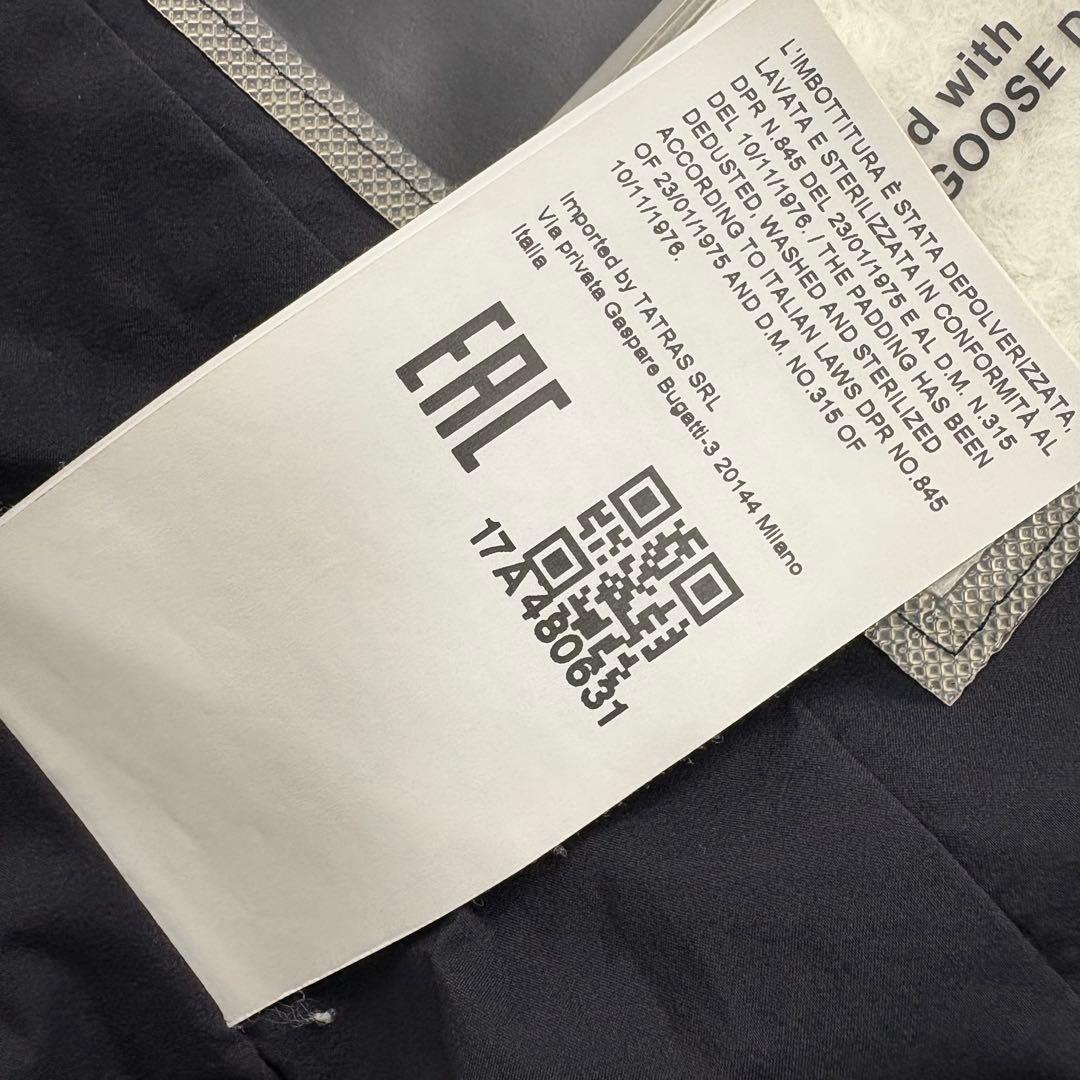 L'IMBOTTITURA È STATA DEPOLVERIZZATA,
LAVATA E STERILIZZATA IN CONFORMITÀ AL
DPR N.845 DEL 23/01/1975 E AL D.M. N.315
DEL 10/11/1976. / THE PADDING HAS BEEN
DEDUSTED, WASHED AND STERILIZED
ACCORDING TO ITALIAN LAWS DPR NO.845
OF 23/01/1975 AND D.M. NO.315 OF
10/11/1976.
Imported by TATRAS SRL
Via privata Gaspare Bugatti-3 20144 Milano
Italia
EAC
17A480631
d with
GOOSE D